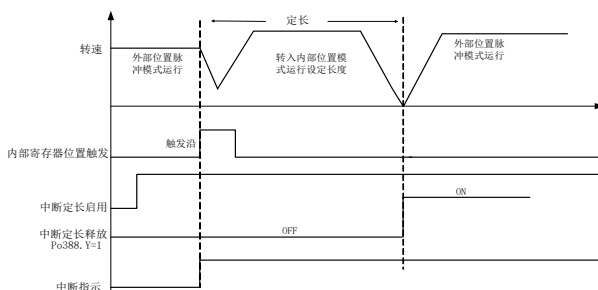 定长
转速
外部位置脉
冲模式运行
转入内部位置模
式运行设定长度
外部位置脉
冲模式运行
触发沿
内部寄存器位置触发
中断定长启用
ON
中断定长释放
Po388.Y=1
OFF
中断指示